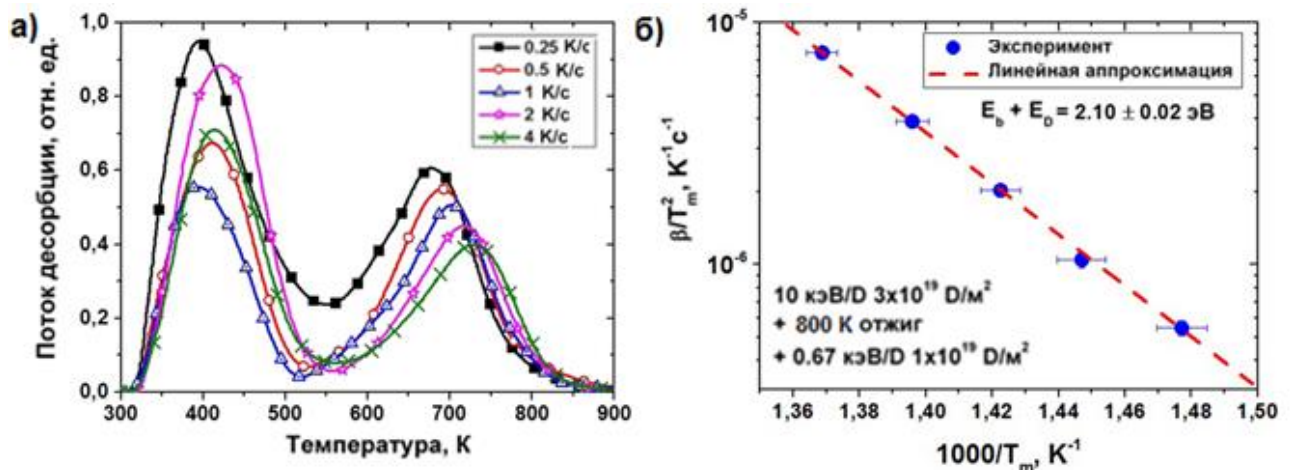 а)
Поток десорбции, отн. ед.
1,0
0,8
0,6
0,4
0,2
0,0
0.25 K/с
0.5 K/с
1 K/с
2 K/с
4 K/с
300 400 500 600 700 800 900
Температура, К
б)
β/T²ₘ, K⁻¹с⁻¹
10⁻⁵
10⁻⁶
Эксперимент
Линейная аппроксимация
E_b + E_D = 2.10 ± 0.02 эВ
10 кэВ/D 3x10¹⁹ D/м²
+ 800 К отжиг
+ 0.67 кэВ/D 1x10¹⁹ D/м²
1,36 1,38 1,40 1,42 1,44 1,46 1,48 1,50
1000/Tₘ, K⁻¹